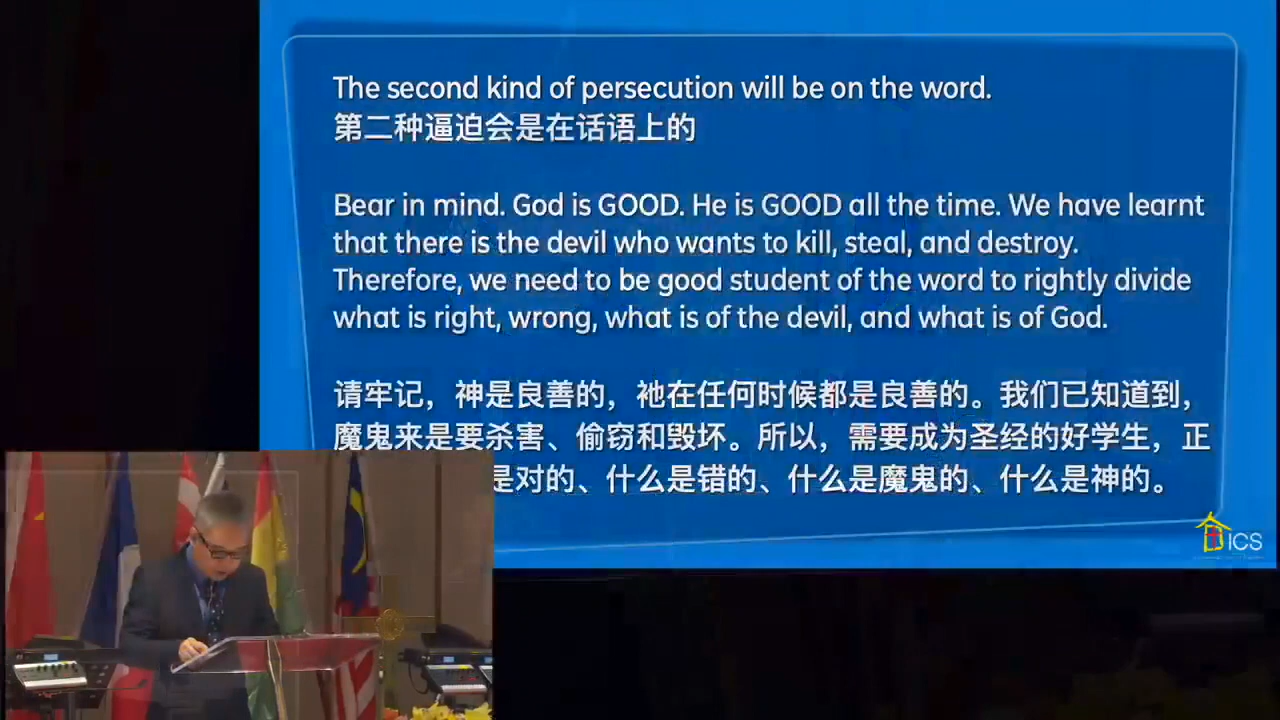 The second kind of persecution will be on the word.
第二种逼迫会是在话语上的
Bear in mind. God is GOOD. He is GOOD all the time. We have learnt
that there is the devil who wants to kill, steal, and destroy.
Therefore, we need to be good student of the word to rightly divide
what is right, wrong, what is of the devil, and what is of God.
请牢记，神是良善的，祂在任何时候都是良善的。我们已知道到，
魔鬼来是要杀害、偷窃和毁坏。所以，需要成为圣经的好学生，正
是对的、什么是错的、什么是魔鬼的、什么是神的。
ICS